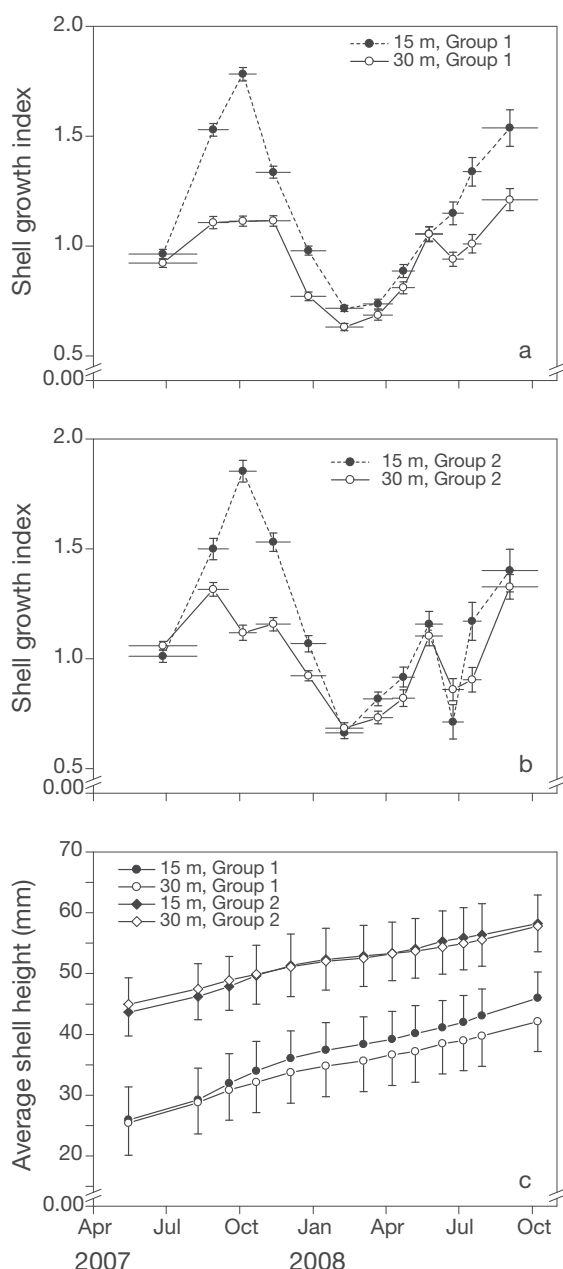 2.0
15 m, Group 1
30 m, Group 1
1.5
Shell growth index
1.0
0.5
a
0.00
2.0
15 m, Group 2
30 m, Group 2
1.5
Shell growth index
1.0
0.5
b
0.00
70
15 m, Group 1
30 m, Group 1
15 m, Group 2
30 m, Group 2
60
50
Average shell height (mm)
40
30
20
c
0.00
Apr Jul Oct Jan Apr Jul Oct
2007 2008